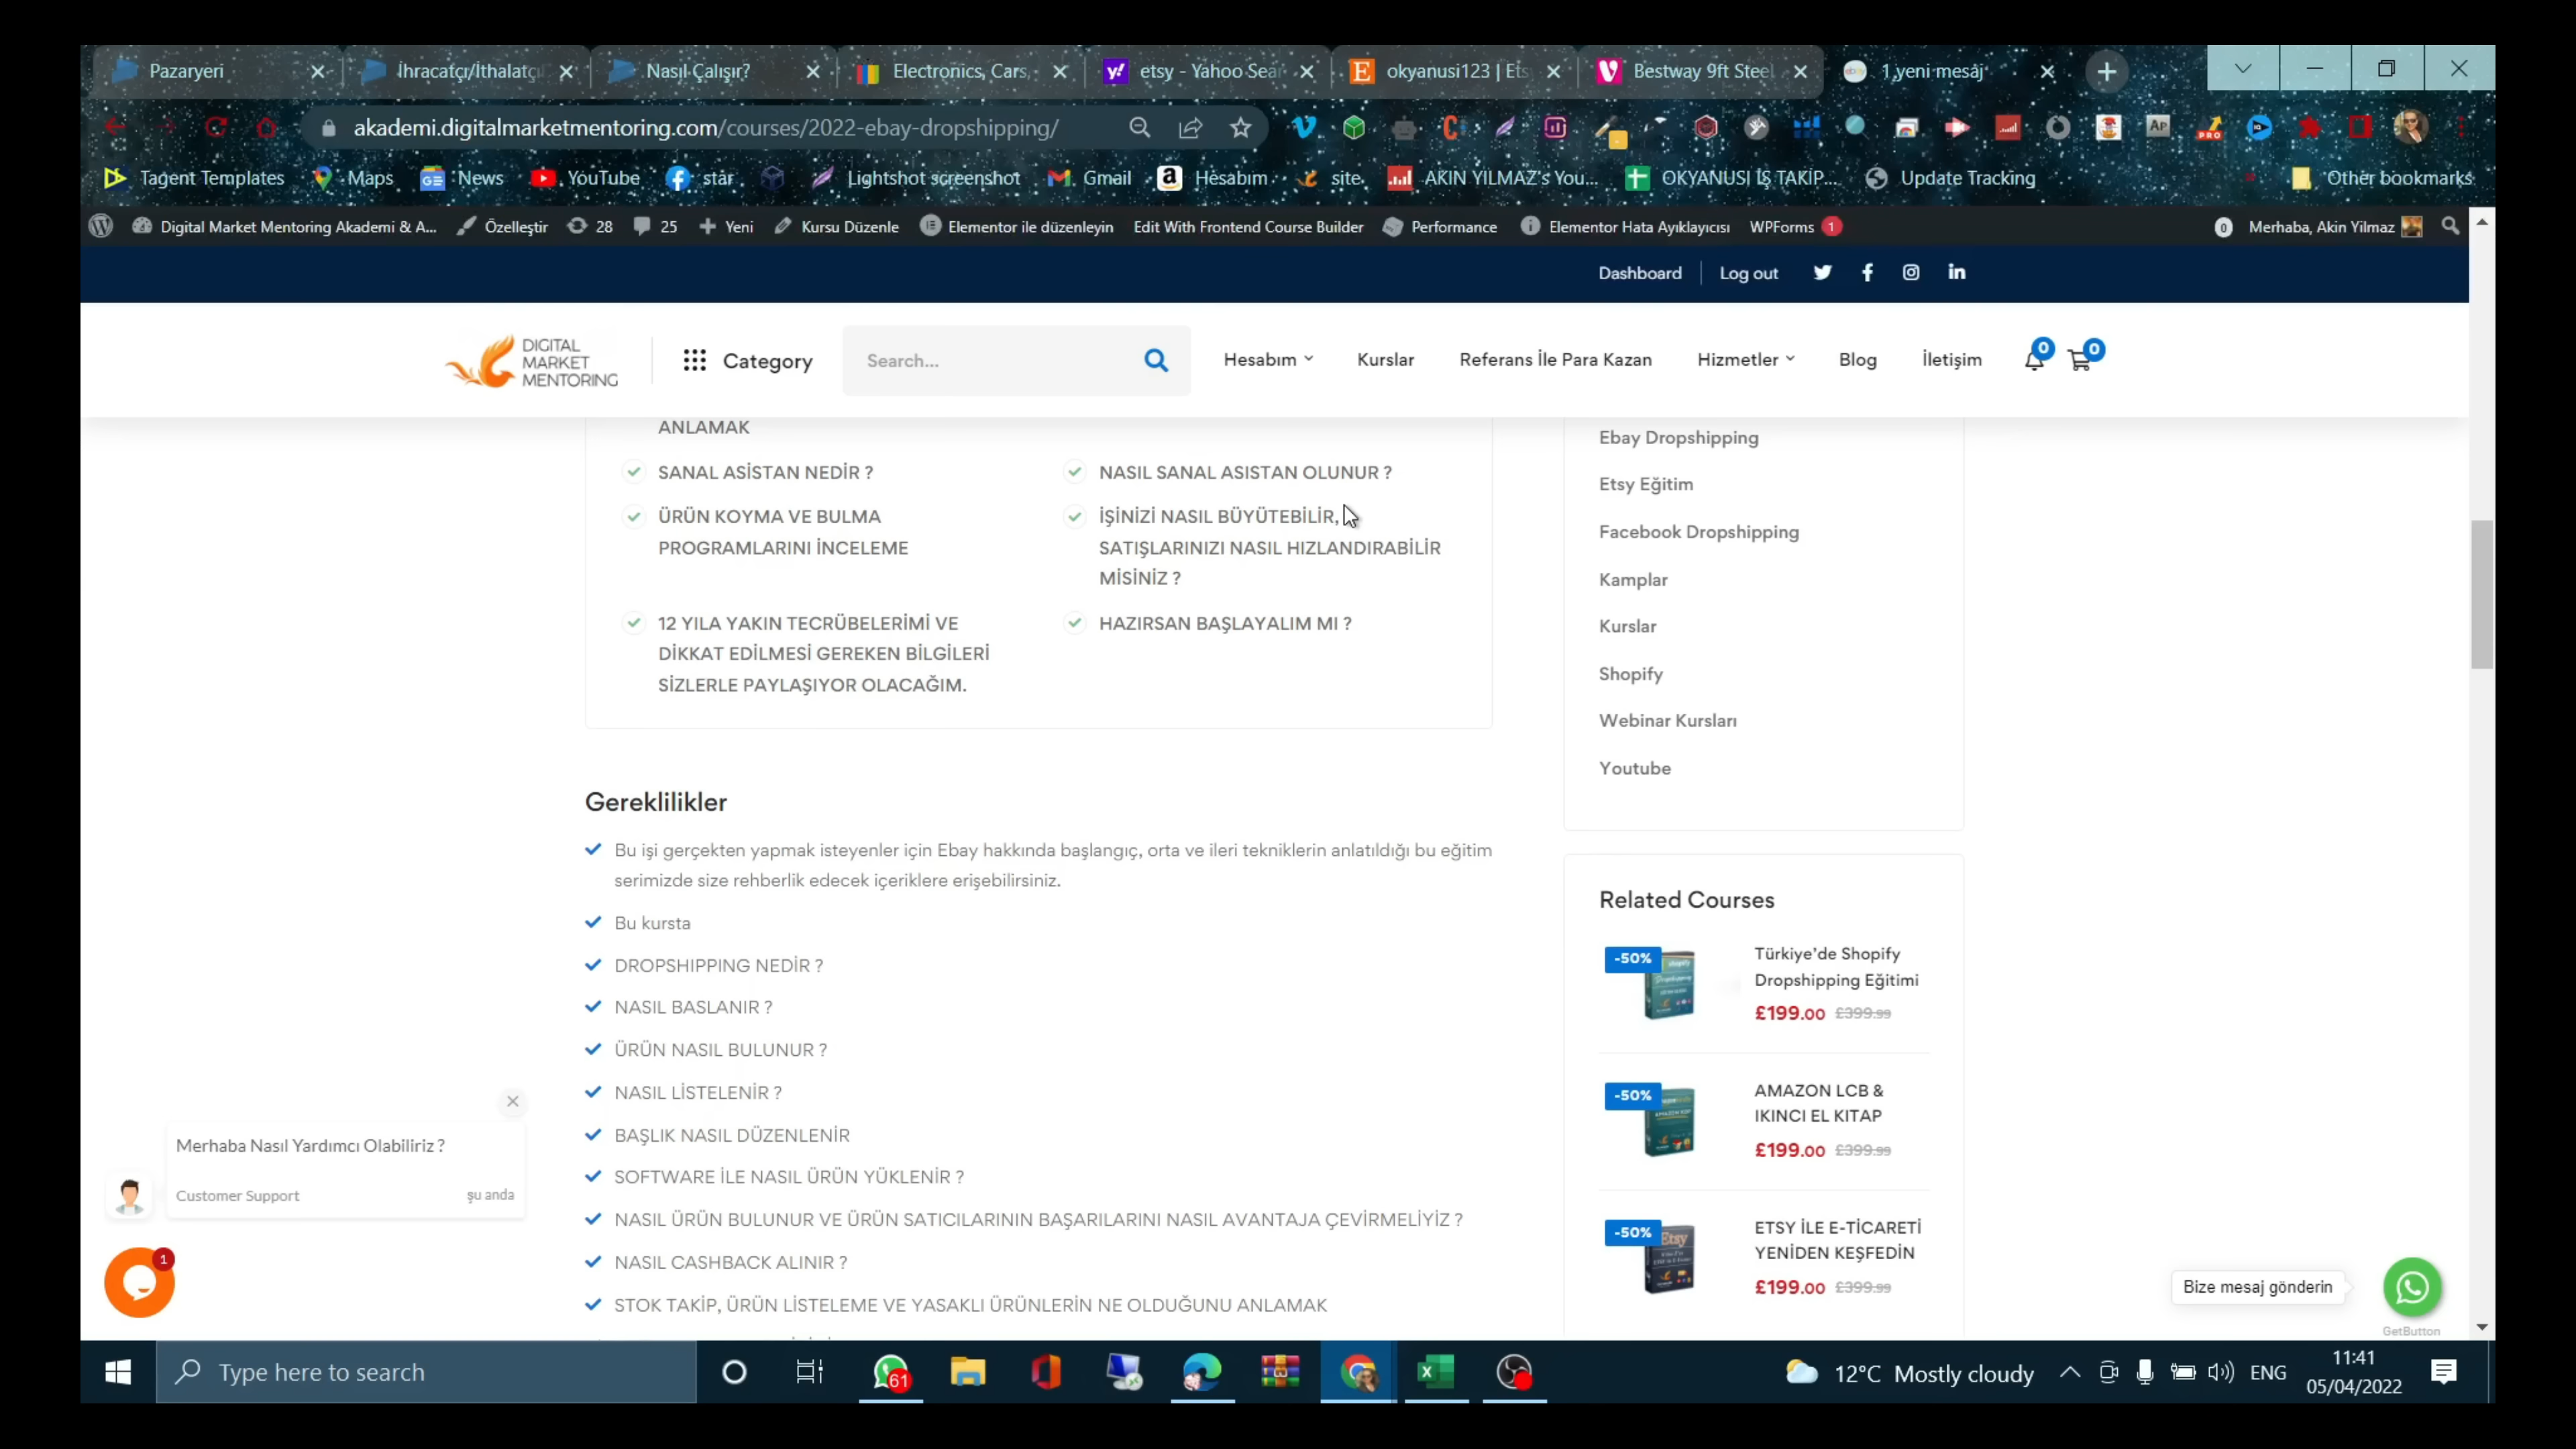 Pazaryeri
İhracatçı/İthalatçı
Nasıl Çalışır?
Electronics, Cars,
etsy - Yahoo Sear
okyanusi123 | Ets
Bestway 9ft Steel
1 yeni mesaj
akademi.digitalmarketmentoring.com/courses/2022-ebay-dropshipping/
Tagent Templates
Maps
News
YouTube
star
Lightshot screenshot
Gmail
Hesabım
site
AKIN YILMAZ's You...
OKYANUSI İŞ TAKİP...
Update Tracking
Other bookmarks
Digital Market Mentoring Akademi & A...
Özelleştir
28
25
Yeni
Kursu Düzenle
Elementor ile düzenleyin
Edit With Frontend Course Builder
Performance
Elementor Hata Ayıklayıcısı
WPForms 1
0
Merhaba, Akin Yilmaz
Dashboard
Log out
DIGITAL
MARKET
MENTORING
Category
Search...
Hesabım
Kurslar
Referans İle Para Kazan
Hizmetler
Blog
İletişim
0
0
ANLAMAK
SANAL ASİSTAN NEDİR ?
NASIL SANAL ASISTAN OLUNUR ?
ÜRÜN KOYMA VE BULMA
PROGRAMLARINI İNCELEME
İŞİNİZİ NASIL BÜYÜTEBİLİR,
SATIŞLARINIZI NASIL HIZLANDIRABİLİR
MİSİNİZ ?
12 YILA YAKIN TECRÜBELERİMİ VE
DİKKAT EDİLMESİ GEREKEN BİLGİLERİ
SİZLERLE PAYLAŞIYOR OLACAĞIM.
HAZIRSAN BAŞLAYALIM MI ?
Gereklilikler
Bu işi gerçekten yapmak isteyenler için Ebay hakkında başlangıç, orta ve ileri tekniklerin anlatıldığı bu eğitim
serimizde size rehberlik edecek içeriklere erişebilirsiniz.
Bu kursta
DROPSHIPPING NEDİR ?
NASIL BASLANIR ?
ÜRÜN NASIL BULUNUR ?
NASIL LİSTELENİR ?
BAŞLIK NASIL DÜZENLENİR
SOFTWARE İLE NASIL ÜRÜN YÜKLENİR ?
NASIL ÜRÜN BULUNUR VE ÜRÜN SATICILARININ BAŞARILARINI NASIL AVANTAJA ÇEVİRMELİYİZ ?
NASIL CASHBACK ALINIR ?
STOK TAKİP, ÜRÜN LİSTELEME VE YASAKLI ÜRÜNLERİN NE OLDUĞUNU ANLAMAK
Ebay Dropshipping
Etsy Eğitim
Facebook Dropshipping
Kamplar
Kurslar
Shopify
Webinar Kursları
Youtube
Related Courses
-50%
Türkiye'de Shopify
Dropshipping Eğitimi
£199.00 £399.99
-50%
AMAZON LCB &
IKINCI EL KITAP
£199.00 £399.99
-50%
ETSY İLE E-TİCARETİ
YENİDEN KEŞFEDİN
£199.00 £399.99
Merhaba Nasıl Yardımcı Olabiliriz ?
Customer Support
şu anda
1
Bize mesaj gönderin
GetButton
Type here to search
61
12°C Mostly cloudy
ENG
11:41
05/04/2022